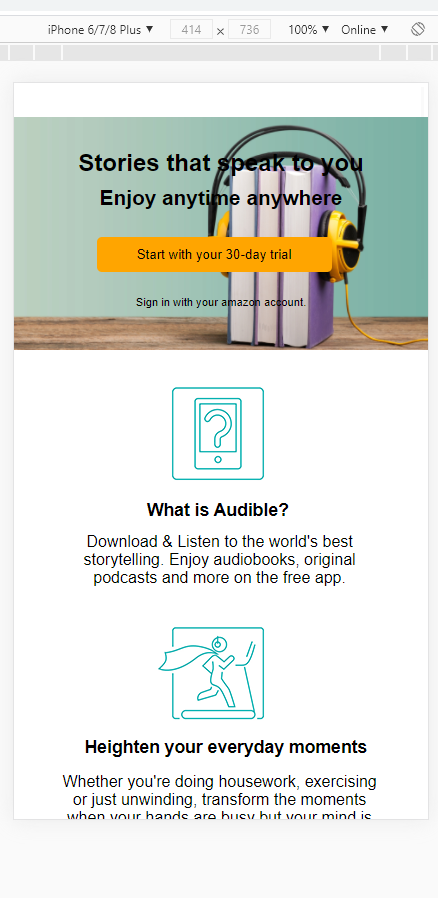 iPhone 6/7/8 Plus ▼ 414 × 736 100% ▼ Online ▼
Stories that speak to you
Enjoy anytime anywhere
Start with your 30-day trial
Sign in with your amazon account.
?
What is Audible?
Download & Listen to the world's best
storytelling. Enjoy audiobooks, original
podcasts and more on the free app.
Heighten your everyday moments
Whether you're doing housework, exercising
or just unwinding, transform the moments
when your hands are busy but your mind is